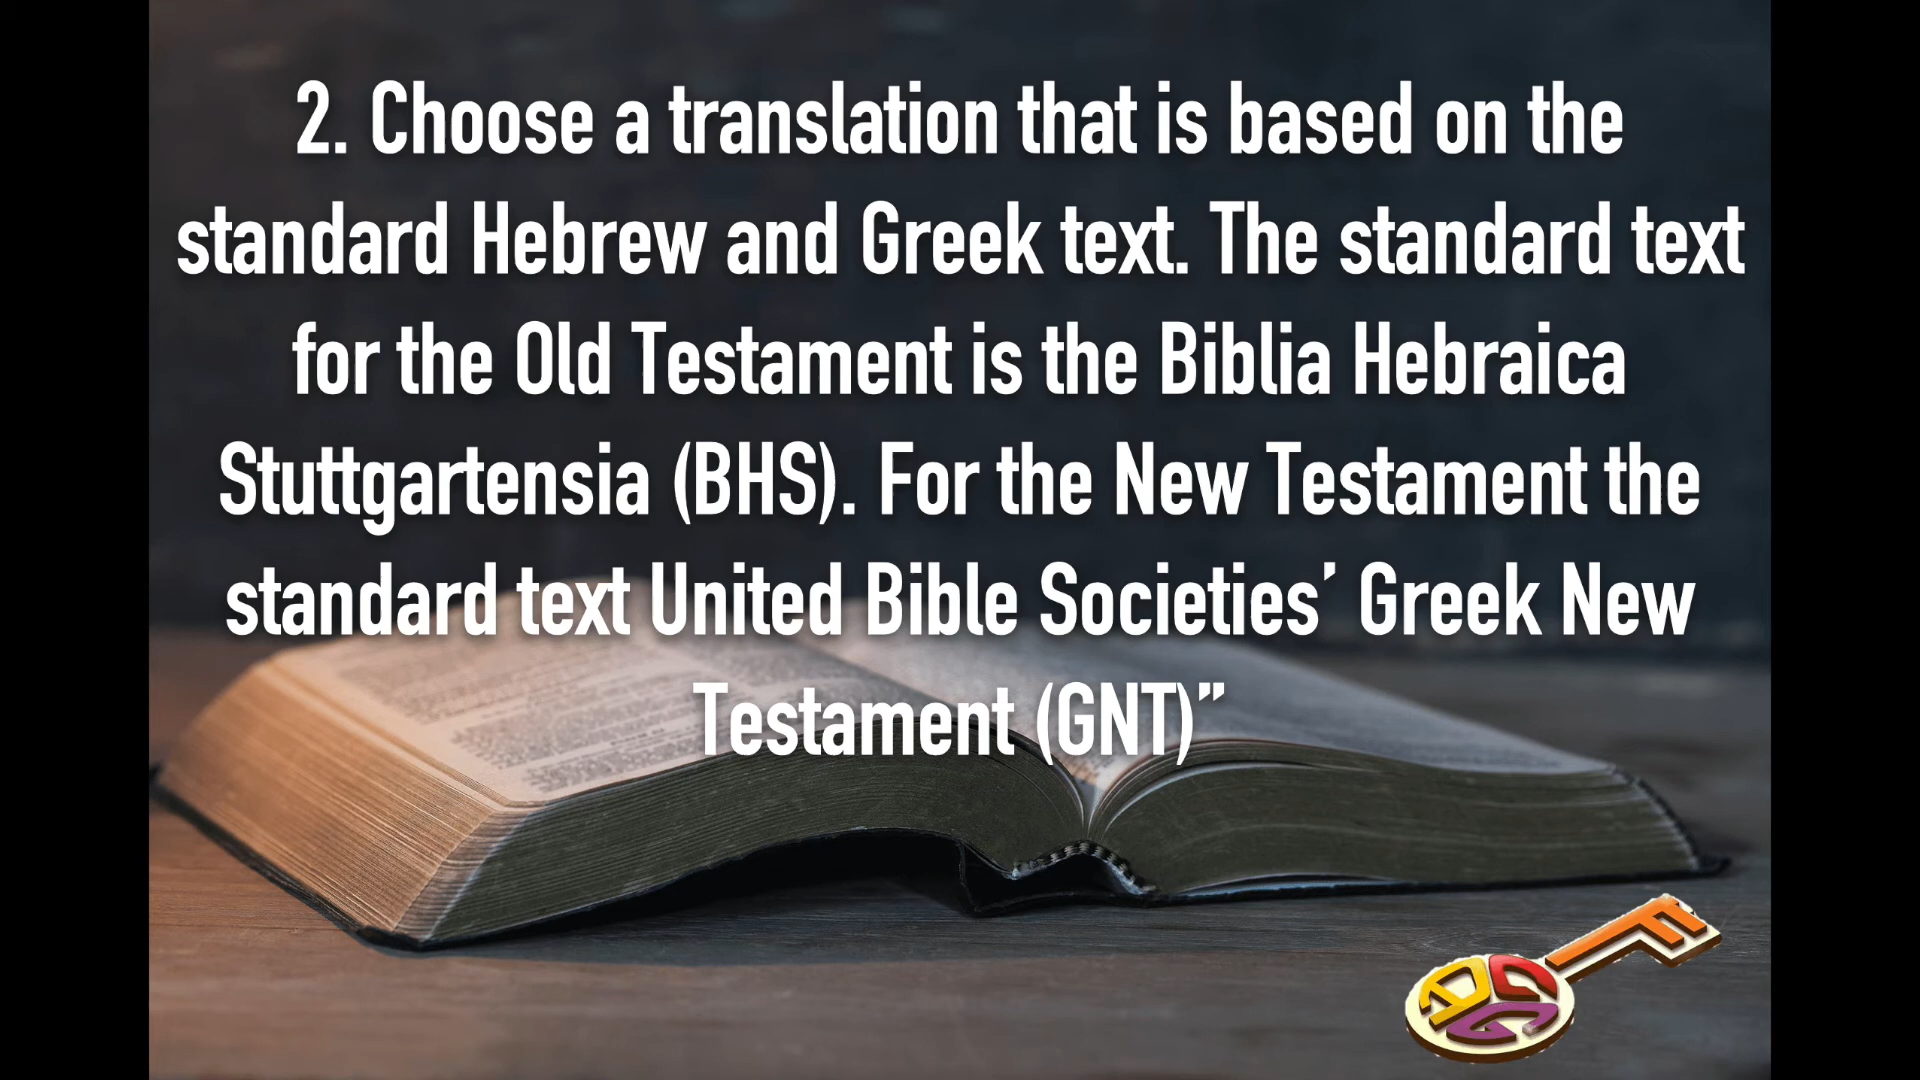 2. Choose a translation that is based on the
standard Hebrew and Greek text. The standard text
for the Old Testament is the Biblia Hebraica
Stuttgartensia (BHS). For the New Testament the
standard text United Bible Societies’ Greek New
Testament (GNT)”